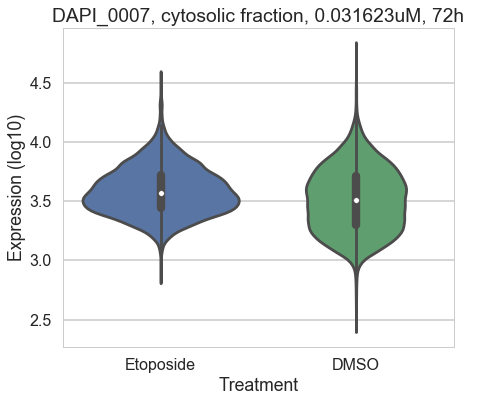 DAPI_0007, cytosolic fraction, 0.031623uM, 72h
Expression (log10)
4.5
4.0
3.5
3.0
2.5
Etoposide DMSO
Treatment